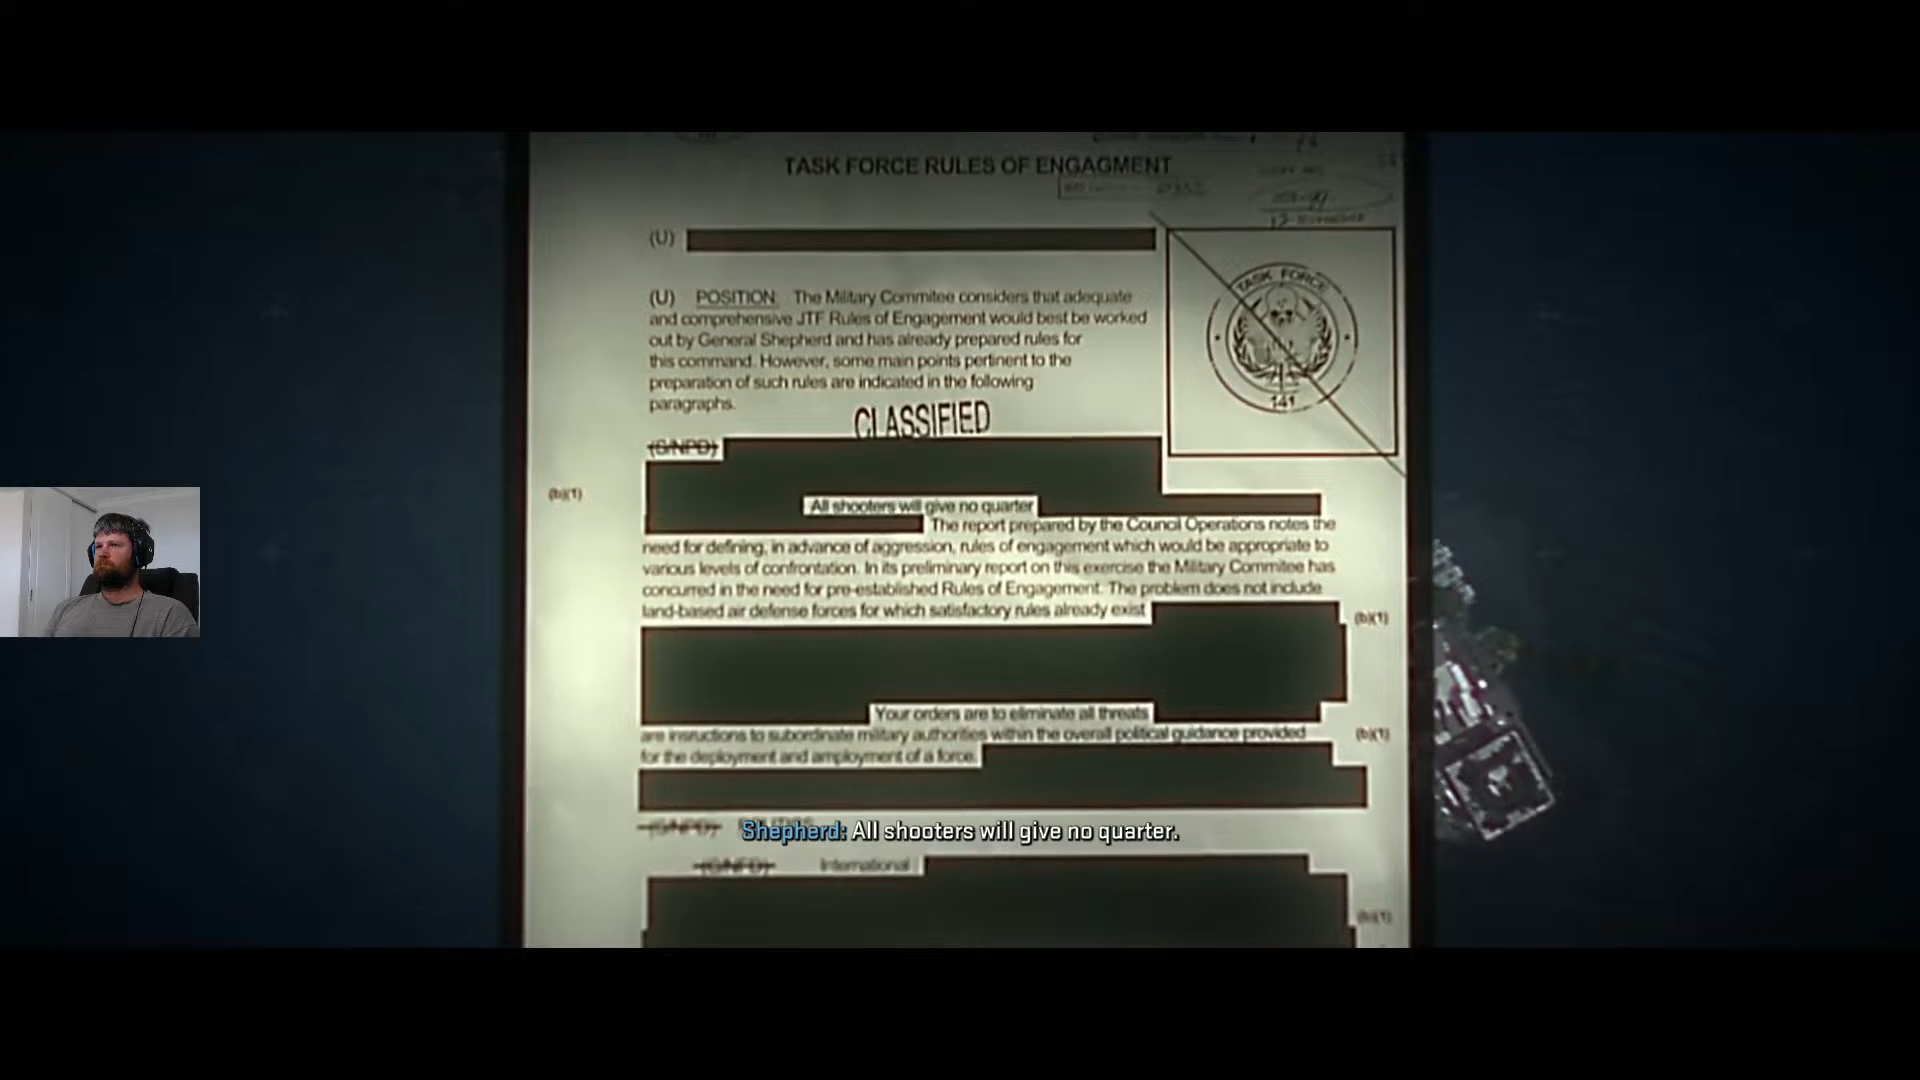 TASK FORCE RULES OF ENGAGMENT
(U)
(U) POSITION: The Military Commitee considers that adequate
and comprehensive JTF Rules of Engagement would best be worked
out by General Shepherd and has already prepared rules for
this command. However, some main points pertinent to the
preparation of such rules are indicated in the following
paragraphs.
TASK FORCE
141
CLASSIFIED
(S/NPD)
(b)(1)
All shooters will give no quarter
The report prepared by the Council Operations notes the
need for defining, in advance of aggression, rules of engagement which would be appropriate to
various levels of confrontation. In its preliminary report on this exercise the Military Commitee has
concurred in the need for pre-established Rules of Engagement. The problem does not include
land-based air defense forces for which satisfactory rules already exist
(b)(1)
Your orders are to eliminate all threats
are insructions to subordinate military authorities within the overall political guidance provided
(b)(1)
for the deployment and amployment of a force.
Shepherd: All shooters will give no quarter.
International
(b)(1)